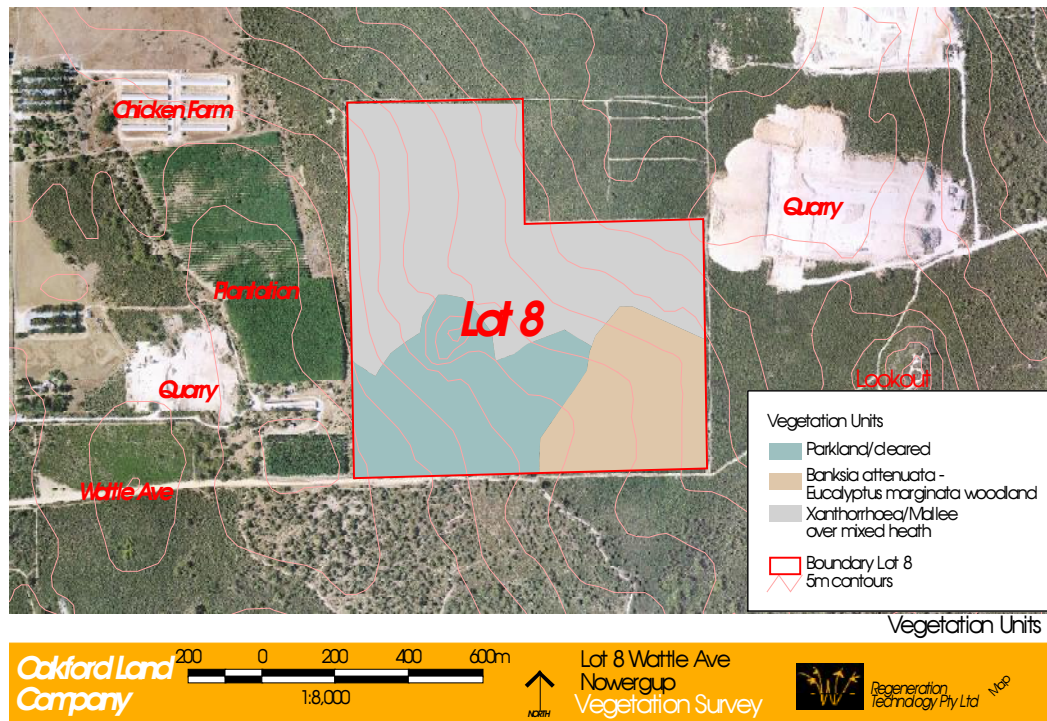 Chicken Farm
Plantation
Quarry
Wattle Ave
Lot 8
Quarry
Lookout
Vegetation Units
Parkland/cleared
Banksia attenuata -
Eucalyptus marginata woodland
Xanthorrhoea/Mallee
over mixed heath
Boundary Lot 8
5m contours
Vegetation Units
Oakford Land
Company
200 0 200 400 600m
1:8,000
NORTH
Lot 8 Wattle Ave
Nowergup
Vegetation Survey
Regeneration
Technology Pty Ltd
Map